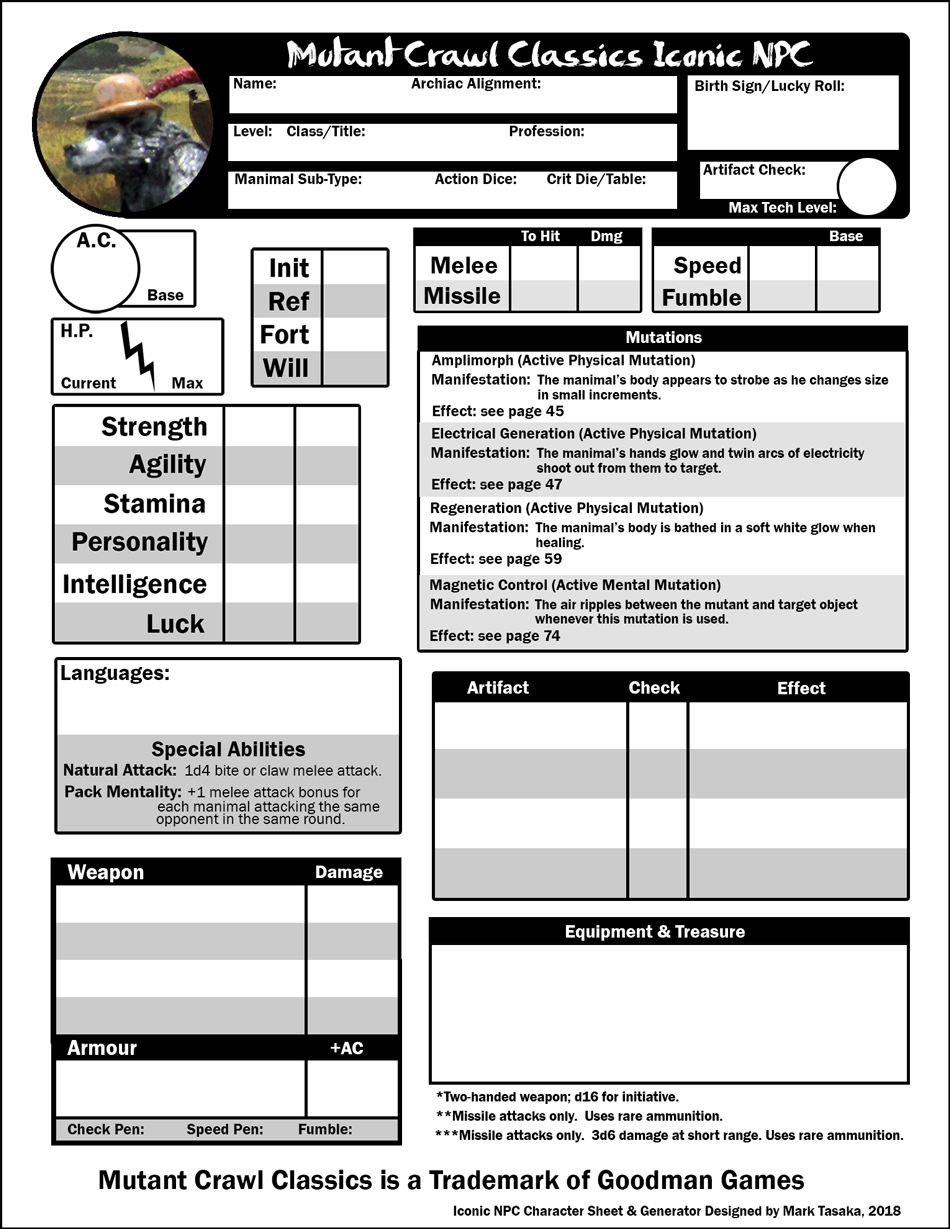 Mutant Crawl Classics Iconic NPC
Name: Archiac Alignment:
Birth Sign/Lucky Roll:
Level: Class/Title: Profession:
Manimal Sub-Type: Action Dice: Crit Die/Table:
Artifact Check:
Max Tech Level:
A.C.
Base
H.P.
Current Max
Init
Ref
Fort
Will
To Hit Dmg
Melee
Missile
Base
Speed
Fumble
Strength
Agility
Stamina
Personality
Intelligence
Luck
Mutations
Amplimorph (Active Physical Mutation)
Manifestation: The manimal's body appears to strobe as he changes size
in small increments.
Effect: see page 45
Electrical Generation (Active Physical Mutation)
Manifestation: The manimal's hands glow and twin arcs of electricity
shoot out from them to target.
Effect: see page 47
Regeneration (Active Physical Mutation)
Manifestation: The manimal's body is bathed in a soft white glow when
healing.
Effect: see page 59
Magnetic Control (Active Mental Mutation)
Manifestation: The air ripples between the mutant and target object
whenever this mutation is used.
Effect: see page 74
Languages:
Special Abilities
Natural Attack: 1d4 bite or claw melee attack.
Pack Mentality: +1 melee attack bonus for
each manimal attacking the same
opponent in the same round.
Artifact Check Effect
Weapon Damage
Armour +AC
Check Pen: Speed Pen: Fumble:
Equipment & Treasure
*Two-handed weapon; d16 for initiative.
**Missile attacks only. Uses rare ammunition.
***Missile attacks only. 3d6 damage at short range. Uses rare ammunition.
Mutant Crawl Classics is a Trademark of Goodman Games
Iconic NPC Character Sheet & Generator Designed by Mark Tasaka, 2018